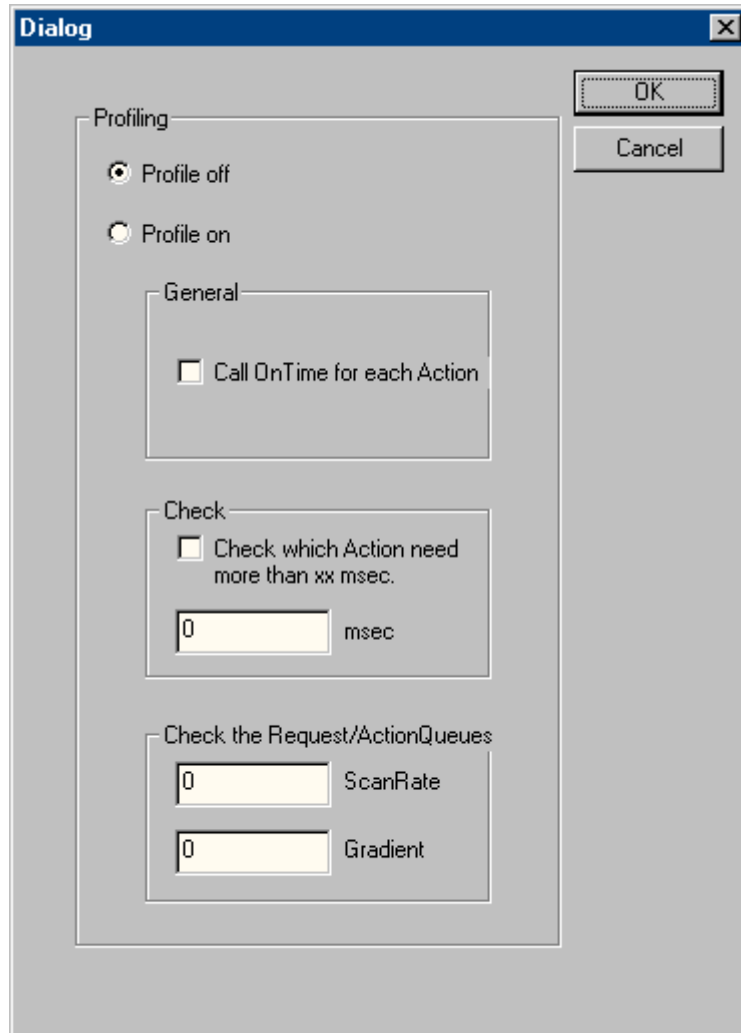 Dialog
OK
Cancel
Profiling
Profile off
Profile on
General
Call OnTime for each Action
Check
Check which Action need
more than xx msec.
0 msec
Check the Request/ActionQueues
0 ScanRate
0 Gradient